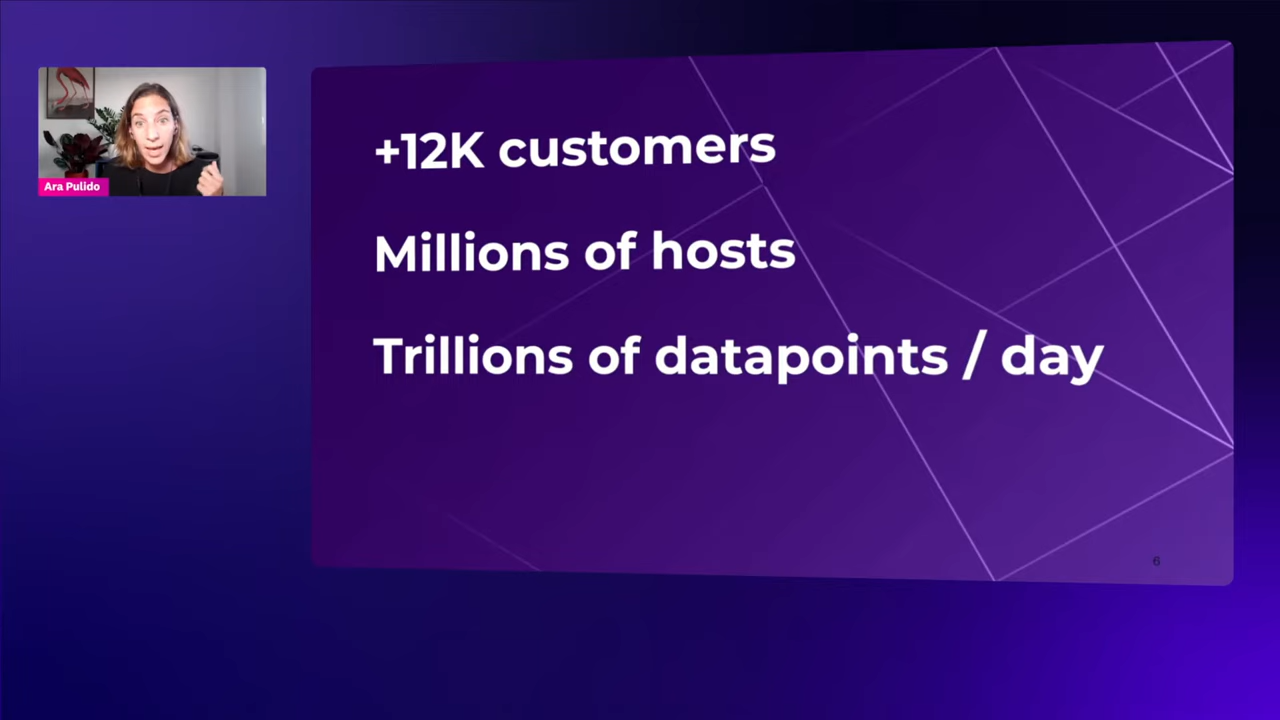 Ara Pulido
+12K customers
Millions of hosts
Trillions of datapoints / day
6